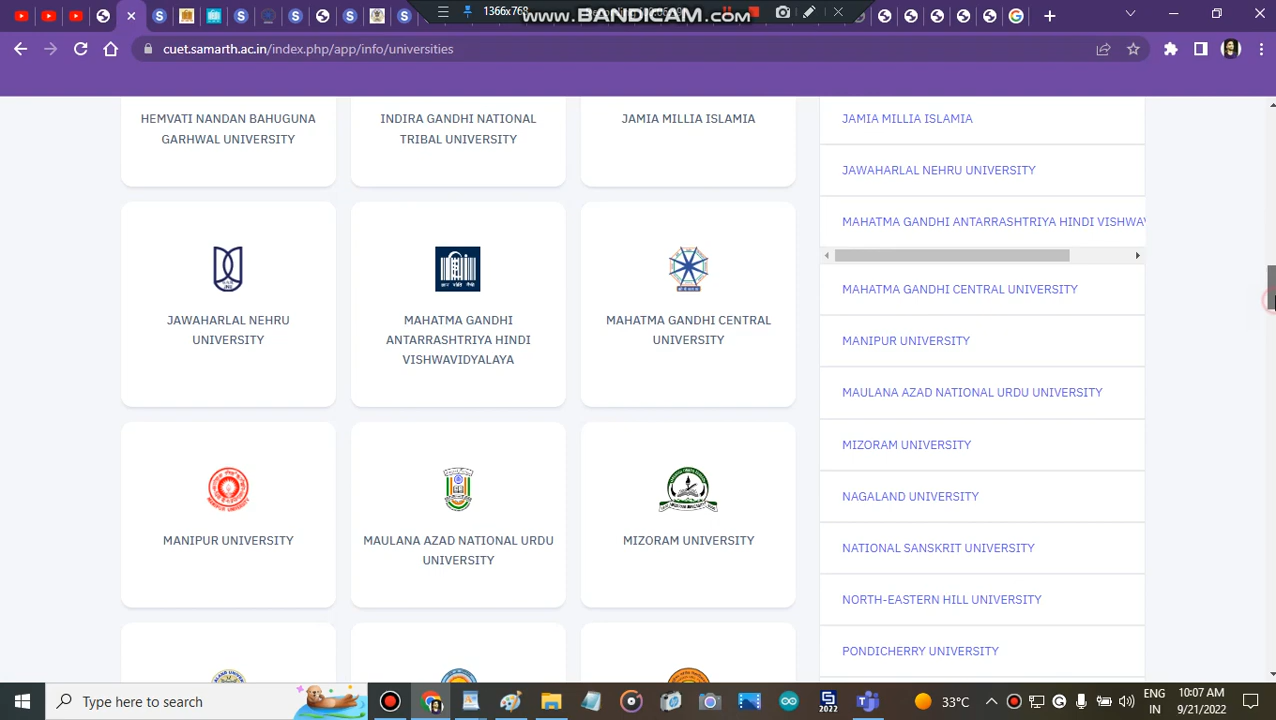 1366x768
www.BANDICAM.com
cuet.samarth.ac.in/index.php/app/info/universities
HEMVATI NANDAN BAHUGUNA
GARHWAL UNIVERSITY
INDIRA GANDHI NATIONAL
TRIBAL UNIVERSITY
JAMIA MILLIA ISLAMIA
JAWAHARLAL NEHRU
UNIVERSITY
MAHATMA GANDHI
ANTARRASHTRIYA HINDI
VISHWAVIDYALAYA
MAHATMA GANDHI CENTRAL
UNIVERSITY
MANIPUR UNIVERSITY
MAULANA AZAD NATIONAL URDU
UNIVERSITY
MIZORAM UNIVERSITY
JAMIA MILLIA ISLAMIA
JAWAHARLAL NEHRU UNIVERSITY
MAHATMA GANDHI ANTARRASHTRIYA HINDI VISHWAV
MAHATMA GANDHI CENTRAL UNIVERSITY
MANIPUR UNIVERSITY
MAULANA AZAD NATIONAL URDU UNIVERSITY
MIZORAM UNIVERSITY
NAGALAND UNIVERSITY
NATIONAL SANSKRIT UNIVERSITY
NORTH-EASTERN HILL UNIVERSITY
PONDICHERRY UNIVERSITY
Type here to search
2022
33°C
ENG
IN
10:07 AM
9/21/2022